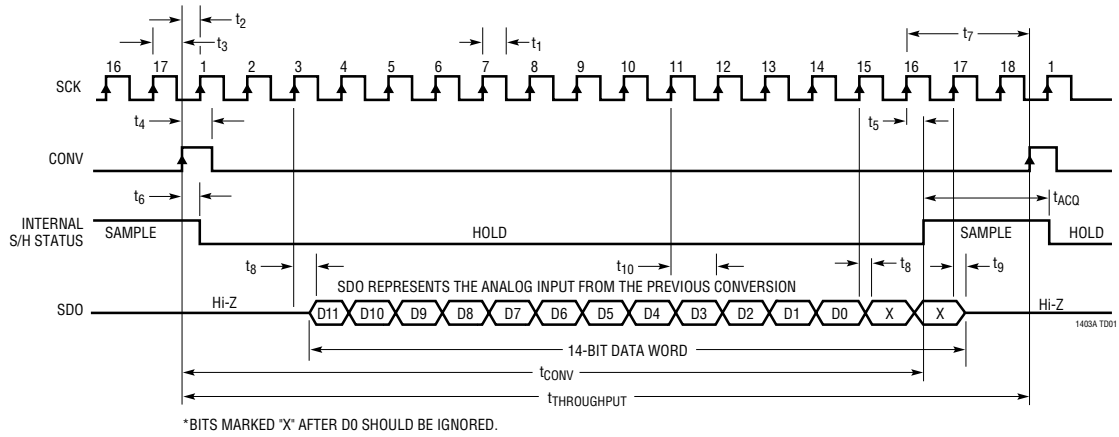 t2
t3
t1
t7
16 17 1 2 3 4 5 6 7 8 9 10 11 12 13 14 15 16 17 18 1
SCK
t4
t5
CONV
t6
tACQ
INTERNAL
S/H STATUS
SAMPLE HOLD SAMPLE HOLD
t8
t10
t8
t9
SDO REPRESENTS THE ANALOG INPUT FROM THE PREVIOUS CONVERSION
SDO
Hi-Z D11 D10 D9 D8 D7 D6 D5 D4 D3 D2 D1 D0 X X Hi-Z
1403A TD01
14-BIT DATA WORD
tCONV
tTHROUGHPUT
*BITS MARKED "X" AFTER D0 SHOULD BE IGNORED.